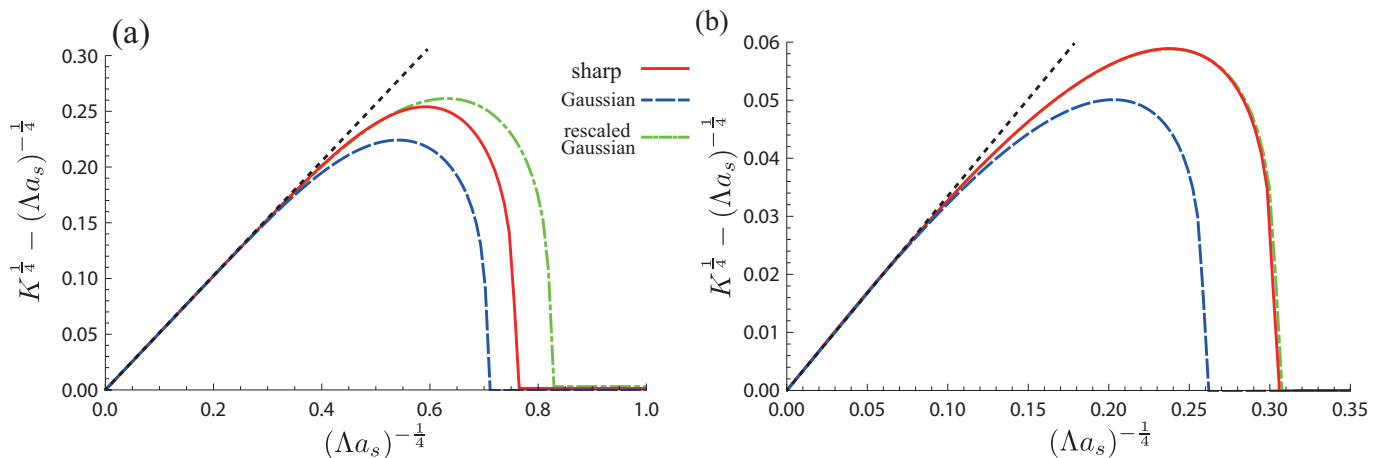 (a)
K^{1/4} − (Λa_s)^{-1/4}
0.30
0.25
0.20
0.15
0.10
0.05
0.00
0.0 0.2 0.4 0.6 0.8 1.0
(Λa_s)^{-1/4}
sharp
Gaussian
rescaled
Gaussian
(b)
K^{1/4} − (Λa_s)^{-1/4}
0.06
0.05
0.04
0.03
0.02
0.01
0.00
0.00 0.05 0.10 0.15 0.20 0.25 0.30 0.35
(Λa_s)^{-1/4}